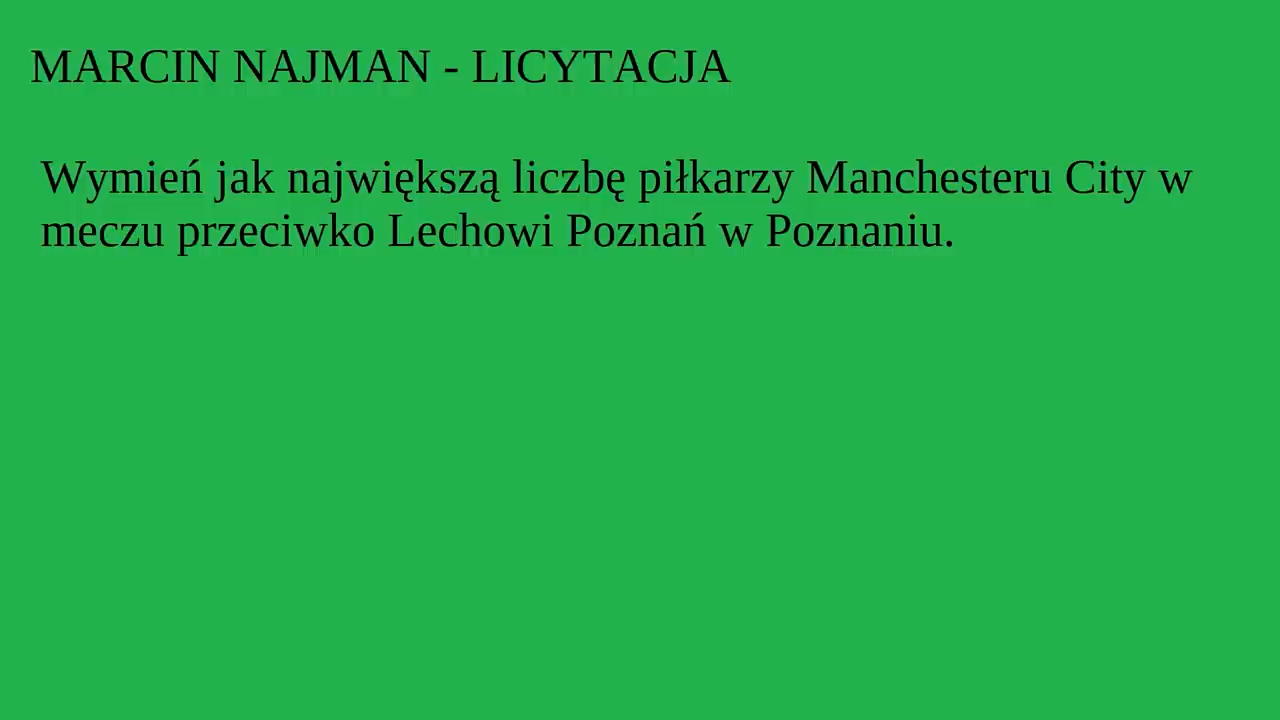 MARCIN NAJMAN - LICYTACJA
Wymień jak największą liczbę piłkarzy Manchesteru City w
meczu przeciwko Lechowi Poznań w Poznaniu.